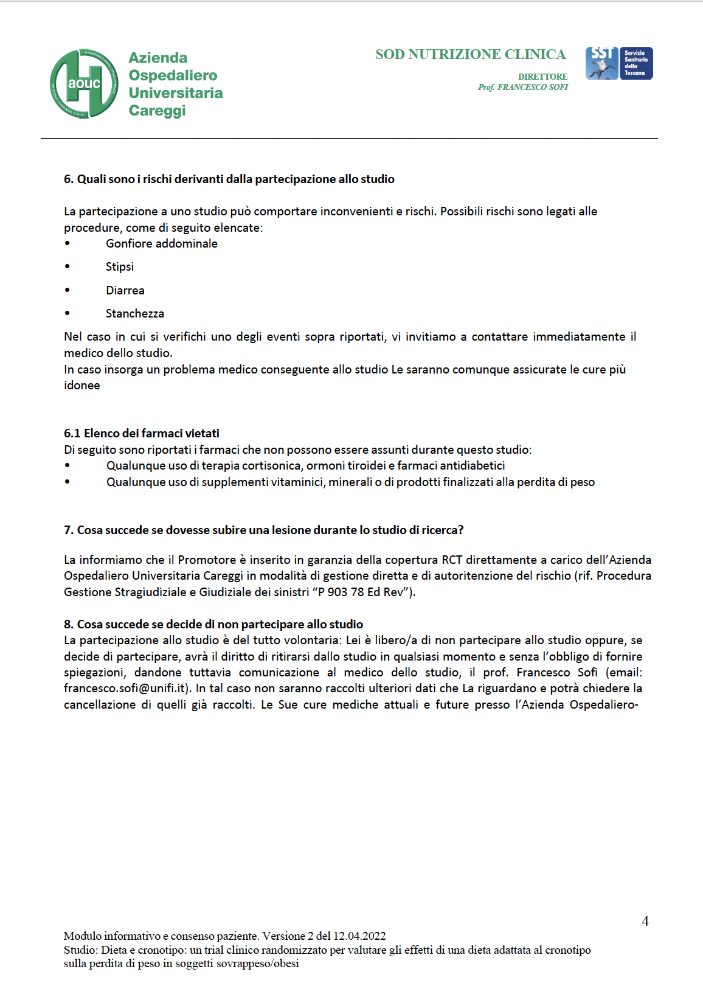 Azienda
Ospedaliero
Universitaria
Careggi
aouc
UNIVERSITÀ DEGLI STUDI FIRENZE
REGIONE TOSCANA S.S.N.
SOD NUTRIZIONE CLINICA
DIRETTORE
Prof. FRANCESCO SOFI
SST
Servizio
Sanitario
della
Toscana
6. Quali sono i rischi derivanti dalla partecipazione allo studio
La partecipazione a uno studio può comportare inconvenienti e rischi. Possibili rischi sono legati alle
procedure, come di seguito elencate:
• Gonfiore addominale
• Stipsi
• Diarrea
• Stanchezza
Nel caso in cui si verifichi uno degli eventi sopra riportati, vi invitiamo a contattare immediatamente il
medico dello studio.
In caso insorga un problema medico conseguente allo studio Le saranno comunque assicurate le cure più
idonee
6.1 Elenco dei farmaci vietati
Di seguito sono riportati i farmaci che non possono essere assunti durante questo studio:
• Qualunque uso di terapia cortisonica, ormoni tiroidei e farmaci antidiabetici
• Qualunque uso di supplementi vitaminici, minerali o di prodotti finalizzati alla perdita di peso
7. Cosa succede se dovesse subire una lesione durante lo studio di ricerca?
La informiamo che il Promotore è inserito in garanzia della copertura RCT direttamente a carico dell’Azienda
Ospedaliero Universitaria Careggi in modalità di gestione diretta e di autoritenzione del rischio (rif. Procedura
Gestione Stragiudiziale e Giudiziale dei sinistri “P 903 78 Ed Rev”).
8. Cosa succede se decide di non partecipare allo studio
La partecipazione allo studio è del tutto volontaria: Lei è libero/a di non partecipare allo studio oppure, se
decide di partecipare, avrà il diritto di ritirarsi dallo studio in qualsiasi momento e senza l’obbligo di fornire
spiegazioni, dandone tuttavia comunicazione al medico dello studio, il prof. Francesco Sofi (email:
francesco.sofi@unifi.it). In tal caso non saranno raccolti ulteriori dati che La riguardano e potrà chiedere la
cancellazione di quelli già raccolti. Le Sue cure mediche attuali e future presso l’Azienda Ospedaliero-
4
Modulo informativo e consenso paziente. Versione 2 del 12.04.2022
Studio: Dieta e cronotipo: un trial clinico randomizzato per valutare gli effetti di una dieta adattata al cronotipo
sulla perdita di peso in soggetti sovrappeso/obesi